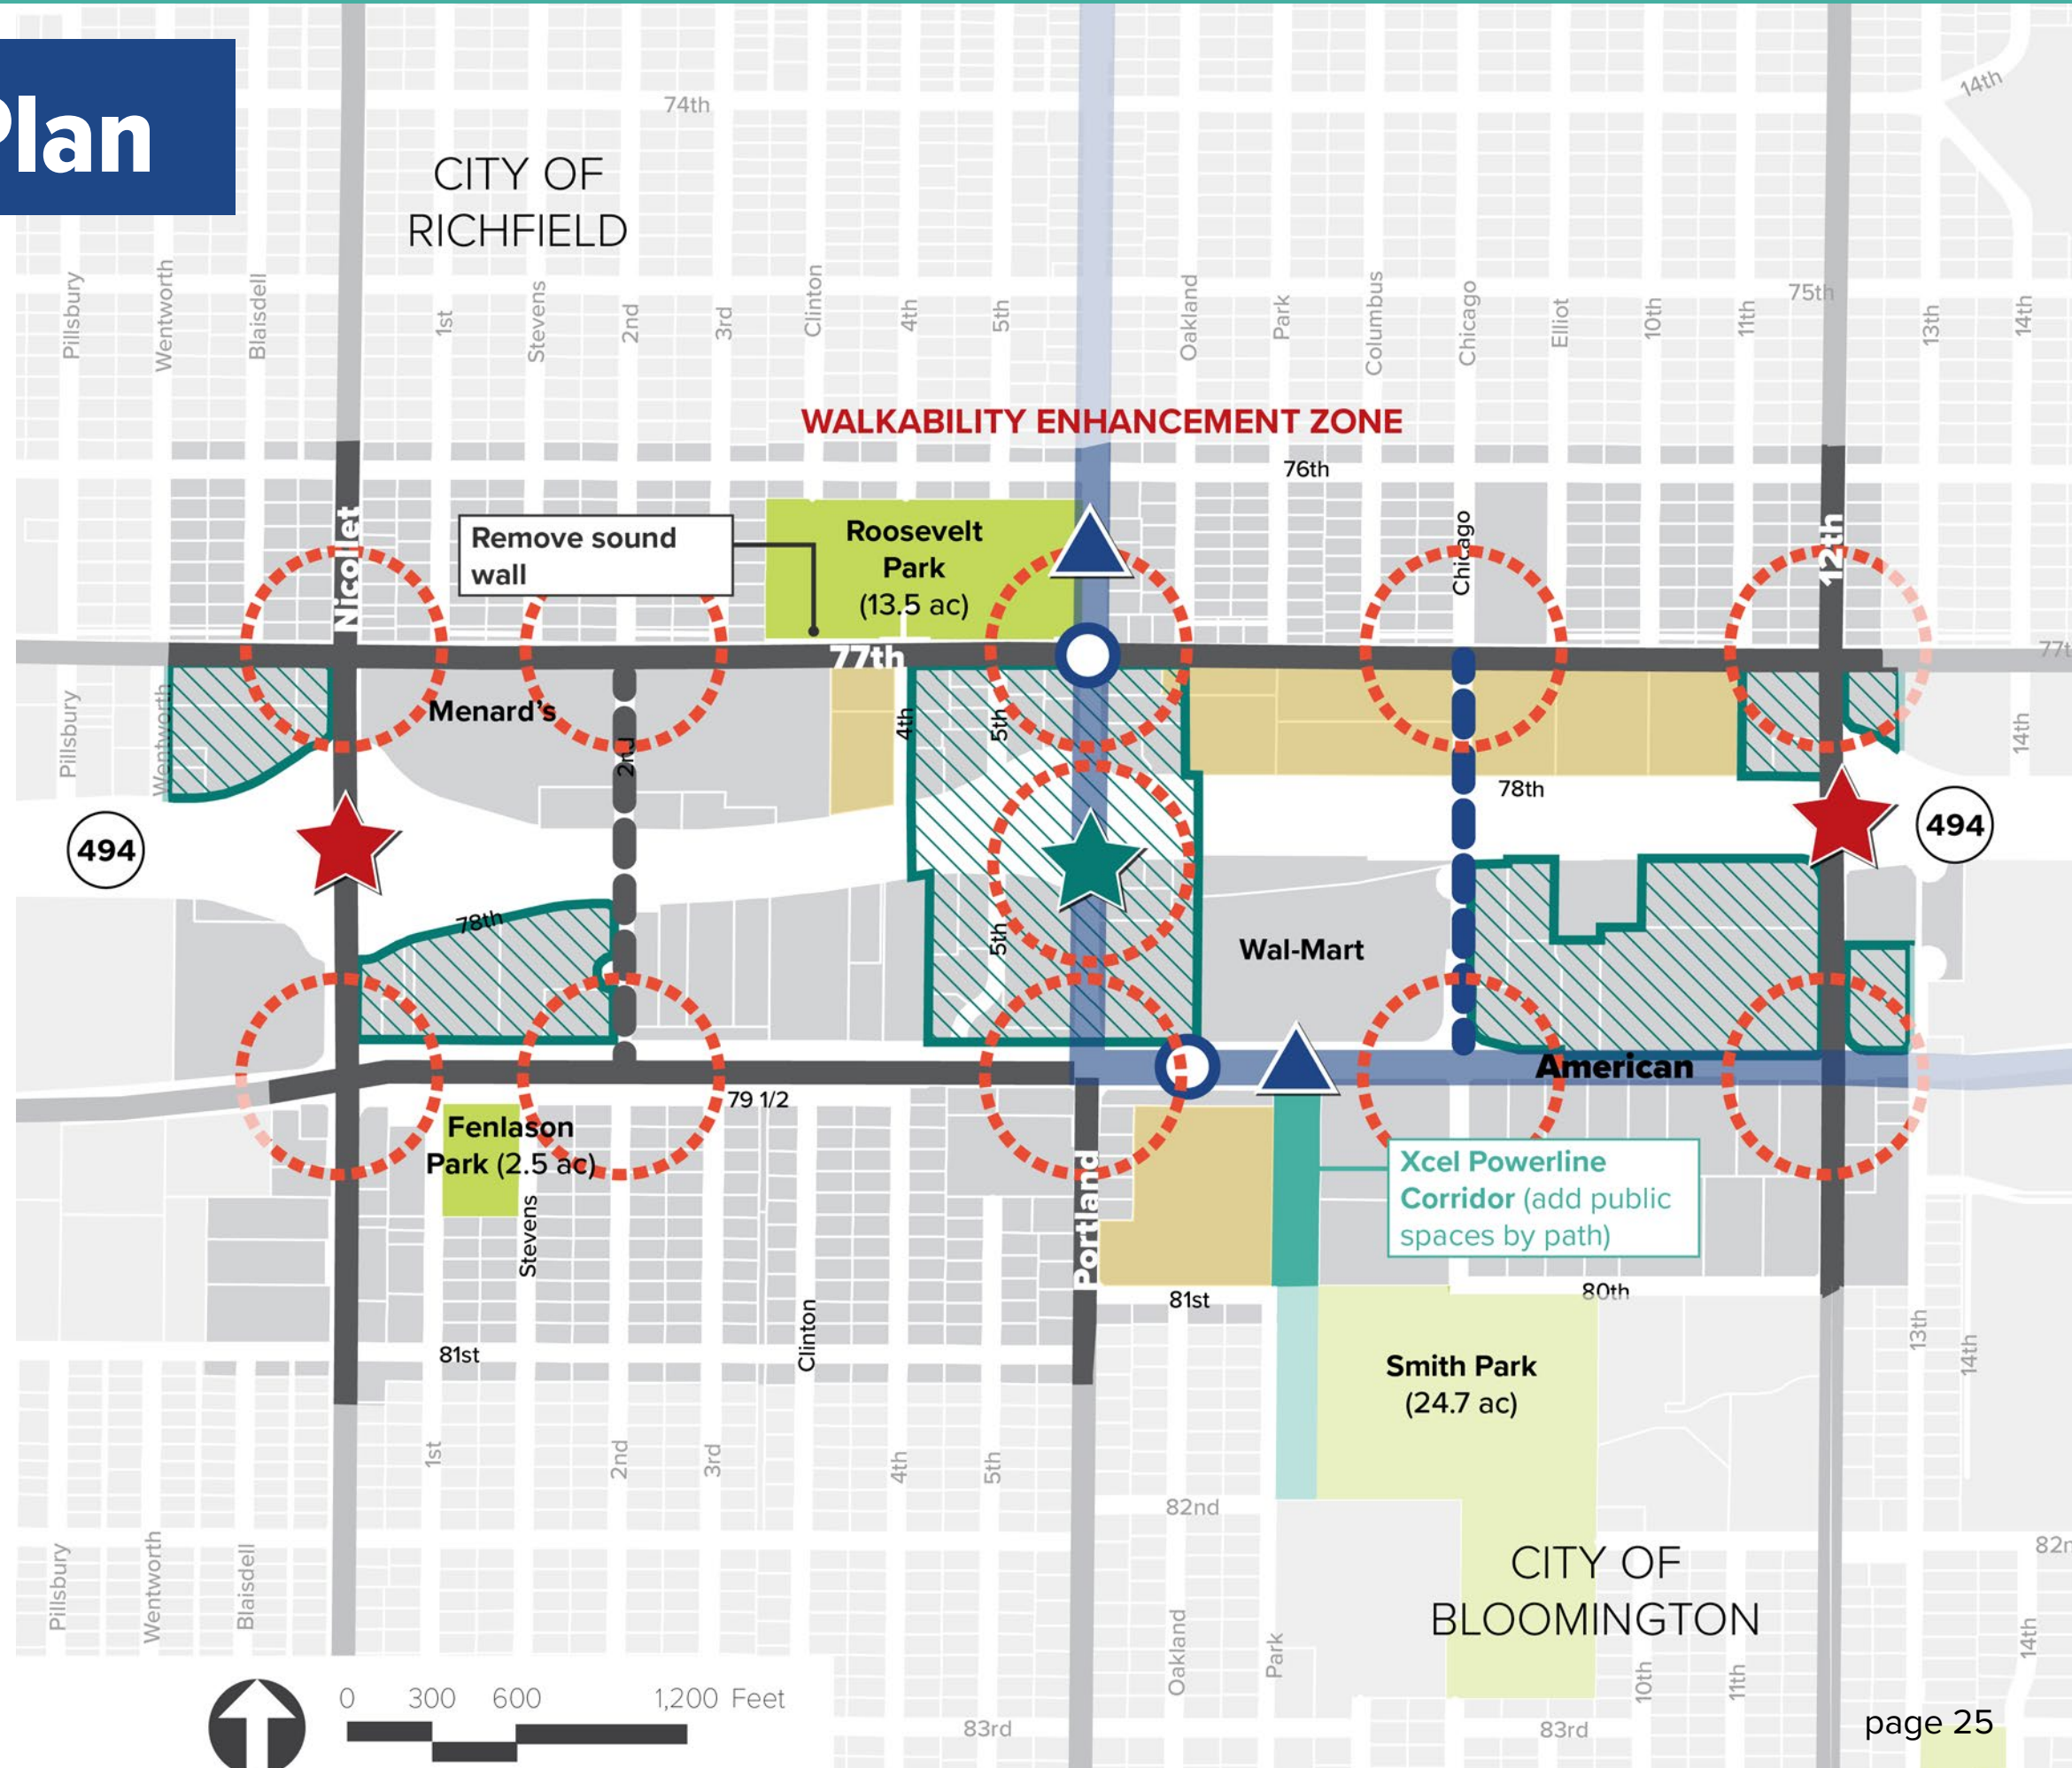 Plan
74th
14th
CITY OF
RICHFIELD
Pillsbury
Wentworth
Blaisdell
1st
Stevens
2nd
3rd
Clinton
4th
5th
Oakland
Park
Columbus
Chicago
Elliot
10th
11th
75th
13th
14th
WALKABILITY ENHANCEMENT ZONE
76th
Nicollet
Remove sound
wall
Roosevelt
Park
(13.5 ac)
Chicago
12th
77th
77t
Pillsbury
Wentworth
Menard's
2nd
4th
5th
78th
14th
494
494
78th
5th
Wal-Mart
American
79 1/2
Fenlason
Park (2.5 ac)
Stevens
Portland
Xcel Powerline
Corridor (add public
spaces by path)
81st
80th
81st
Clinton
13th
14th
Smith Park
(24.7 ac)
1st
2nd
3rd
4th
5th
82nd
82n
Pillsbury
Wentworth
Blaisdell
CITY OF
BLOOMINGTON
Oakland
Park
10th
11th
14th
0 300 600 1,200 Feet
83rd
83rd
page 25